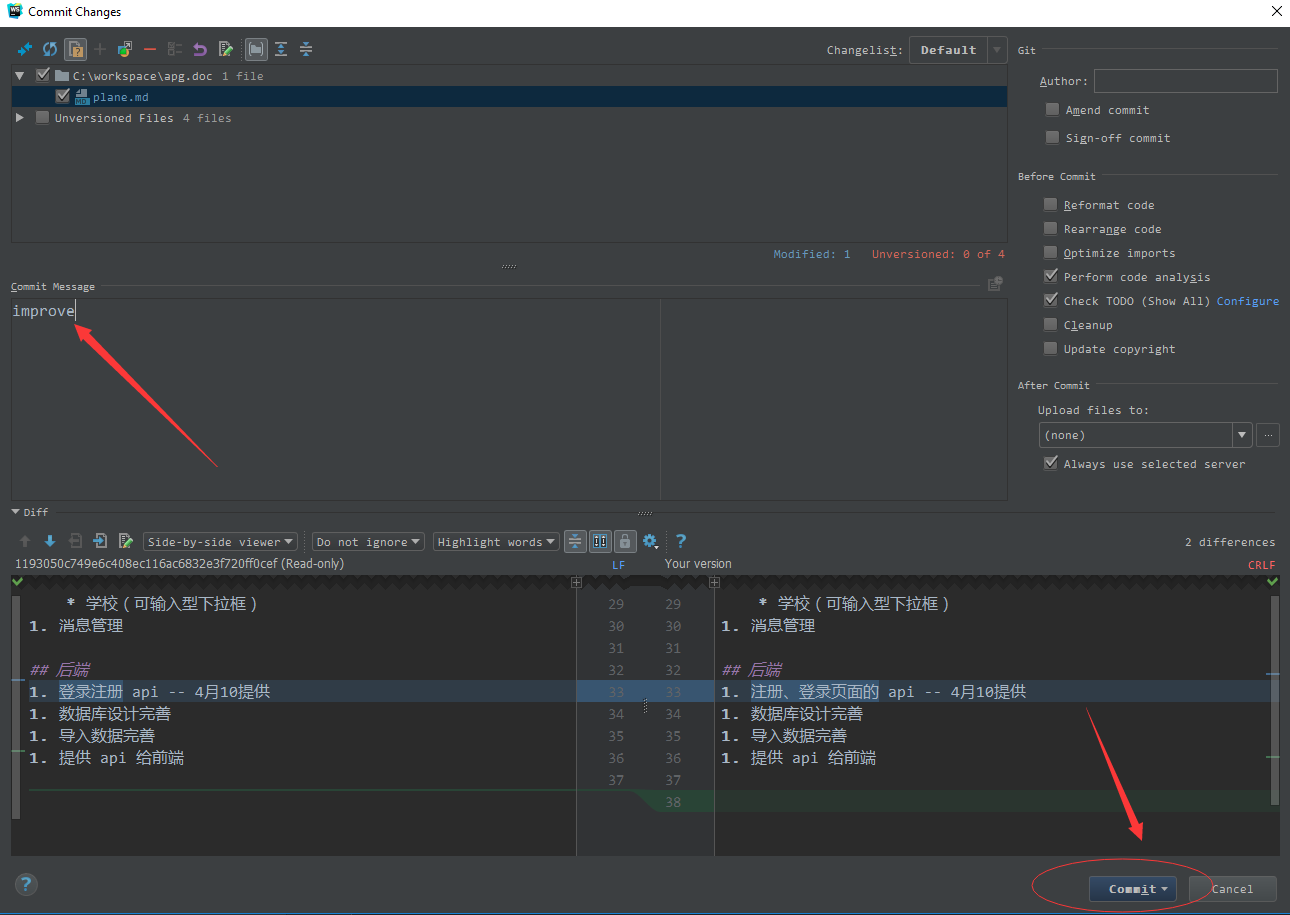 WS Commit Changes
Changelist: Default
Git
C:\workspace\apg.doc 1 file
Author:
MD plane.md
Amend commit
Unversioned Files 4 files
Sign-off commit
Before Commit
Reformat code
Rearrange code
Modified: 1 Unversioned: 0 of 4
Optimize imports
Perform code analysis
Commit Message
Check TODO (Show All) Configure
improve
Cleanup
Update copyright
After Commit
Upload files to:
(none)
...
Always use selected server
Diff
Side-by-side viewer Do not ignore Highlight words ? 2 differences
1193050c749e6c408ec116ac6832e3f720ff0cef (Read-only) LF Your version CRLF
* 学校(可输入型下拉框) 29 29 * 学校(可输入型下拉框)
1. 消息管理 30 30 1. 消息管理
31 31
## 后端 32 32 ## 后端
1. 登录注册 api -- 4月10提供 33 33 1. 注册、登录页面的 api -- 4月10提供
1. 数据库设计完善 34 34 1. 数据库设计完善
1. 导入数据完善 35 35 1. 导入数据完善
1. 提供 api 给前端 36 36 1. 提供 api 给前端
37 37
38
? Commit Cancel